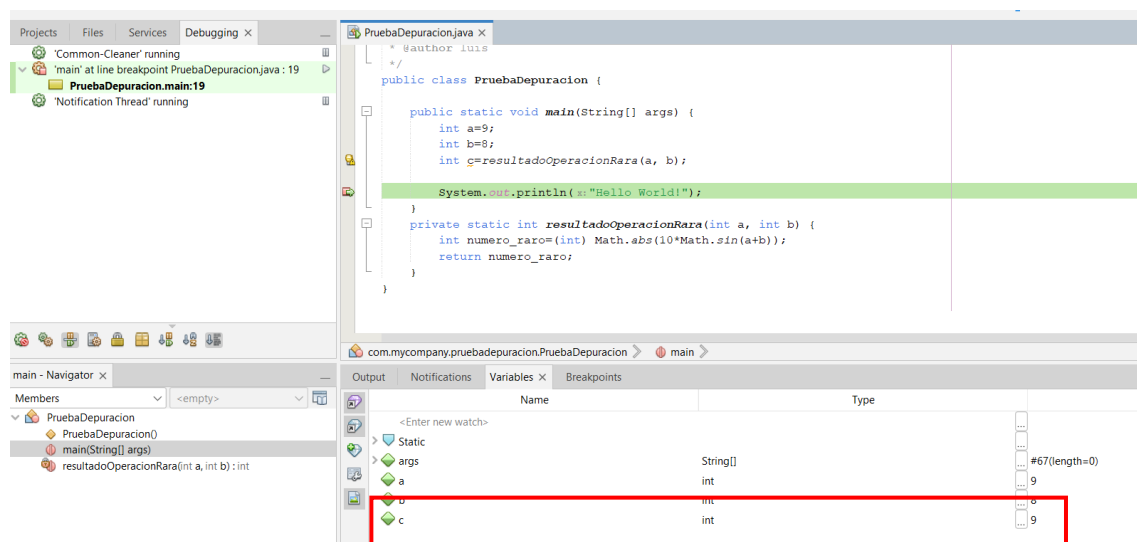 Projects Files Services Debugging ×
'Common-Cleaner' running
'main' at line breakpoint PruebaDepuracion.java : 19
PruebaDepuracion.main:19
'Notification Thread' running
PruebaDepuracion.java ×
* @author luis
*/
public class PruebaDepuracion {
public static void main(String[] args) {
int a=9;
int b=8;
int c=resultadoOperacionRara(a, b);
System.out.println( x: "Hello World!");
}
private static int resultadoOperacionRara(int a, int b) {
int numero_raro=(int) Math.abs(10*Math.sin(a+b));
return numero_raro;
}
}
com.mycompany.pruebadepuracion.PruebaDepuracion main
main - Navigator ×
Members <empty>
PruebaDepuracion
PruebaDepuracion()
main(String[] args)
resultadoOperacionRara(int a, int b) : int
Output Notifications Variables × Breakpoints
Name Type
<Enter new watch> ...
Static ...
args String[] ... #67(length=0)
a int ... 9
b int ... 8
c int ... 9